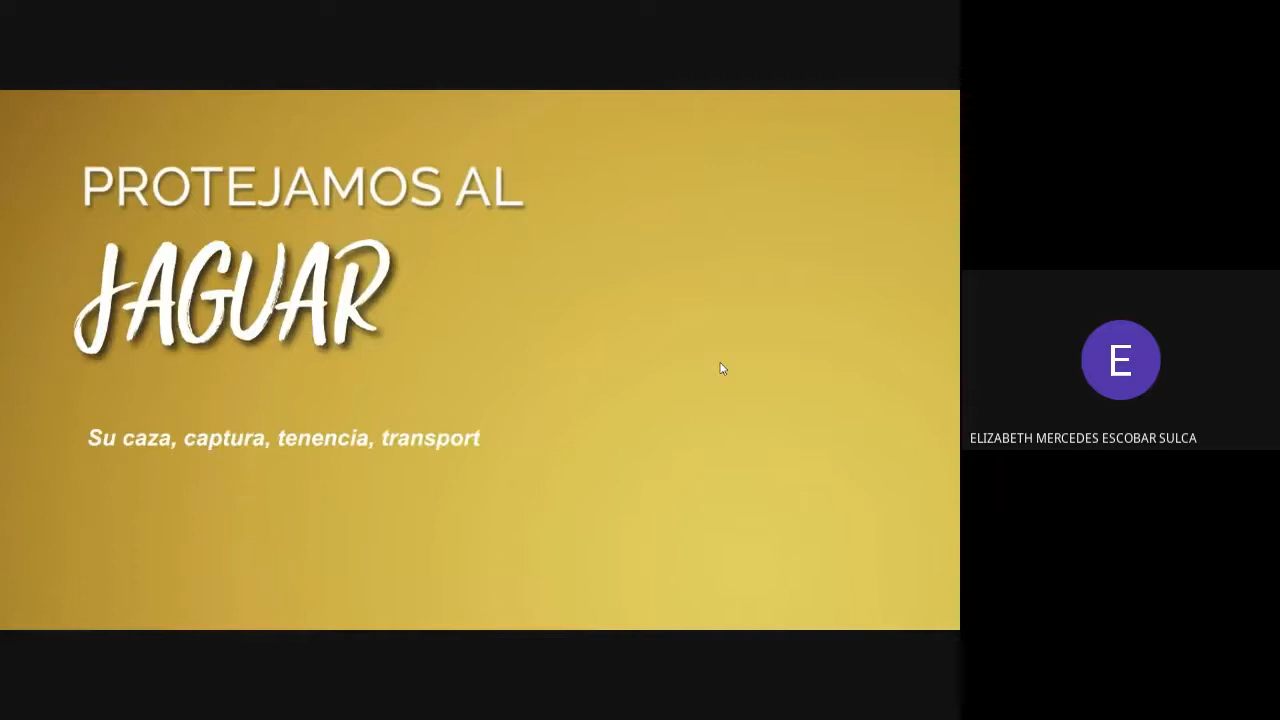 PROTEJAMOS AL
JAGUAR
Su caza, captura, tenencia, transport
E
ELIZABETH MERCEDES ESCOBAR SULCA